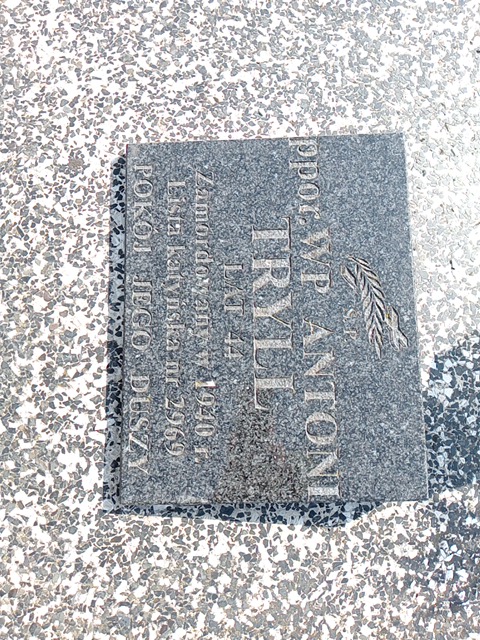 Ś.P.
ppor. WP ANTONI
TRYLL
LAT 44
Zamordowany w 1940 r.
Lista katyńska nr 2969
POKÓJ JEGO DUSZY